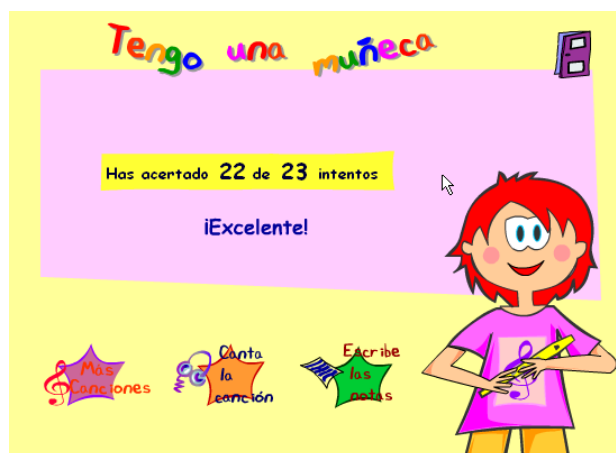 Tengo una muñeca
Has acertado 22 de 23 intentos
¡Excelente!
Más
Canciones
Canta
la
canción
Escribe
las
notas